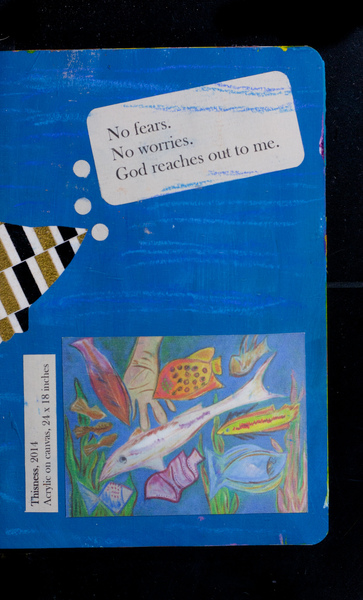 No fears.
No worries.
God reaches out to me.
Thisness, 2014
Acrylic on canvas, 24 x 18 inches